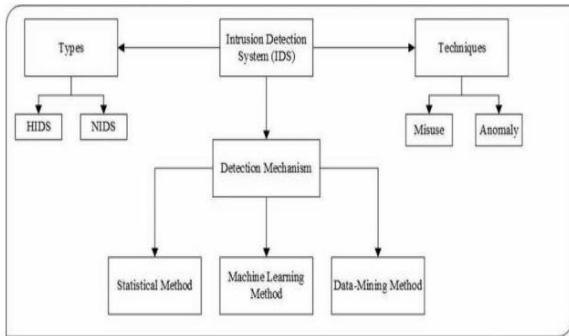 Types
Intrusion Detection
System (IDS)
Techniques
HIDS
NIDS
Misuse
Anomaly
Detection Mechanism
Statistical Method
Machine Learning
Method
Data-Mining Method